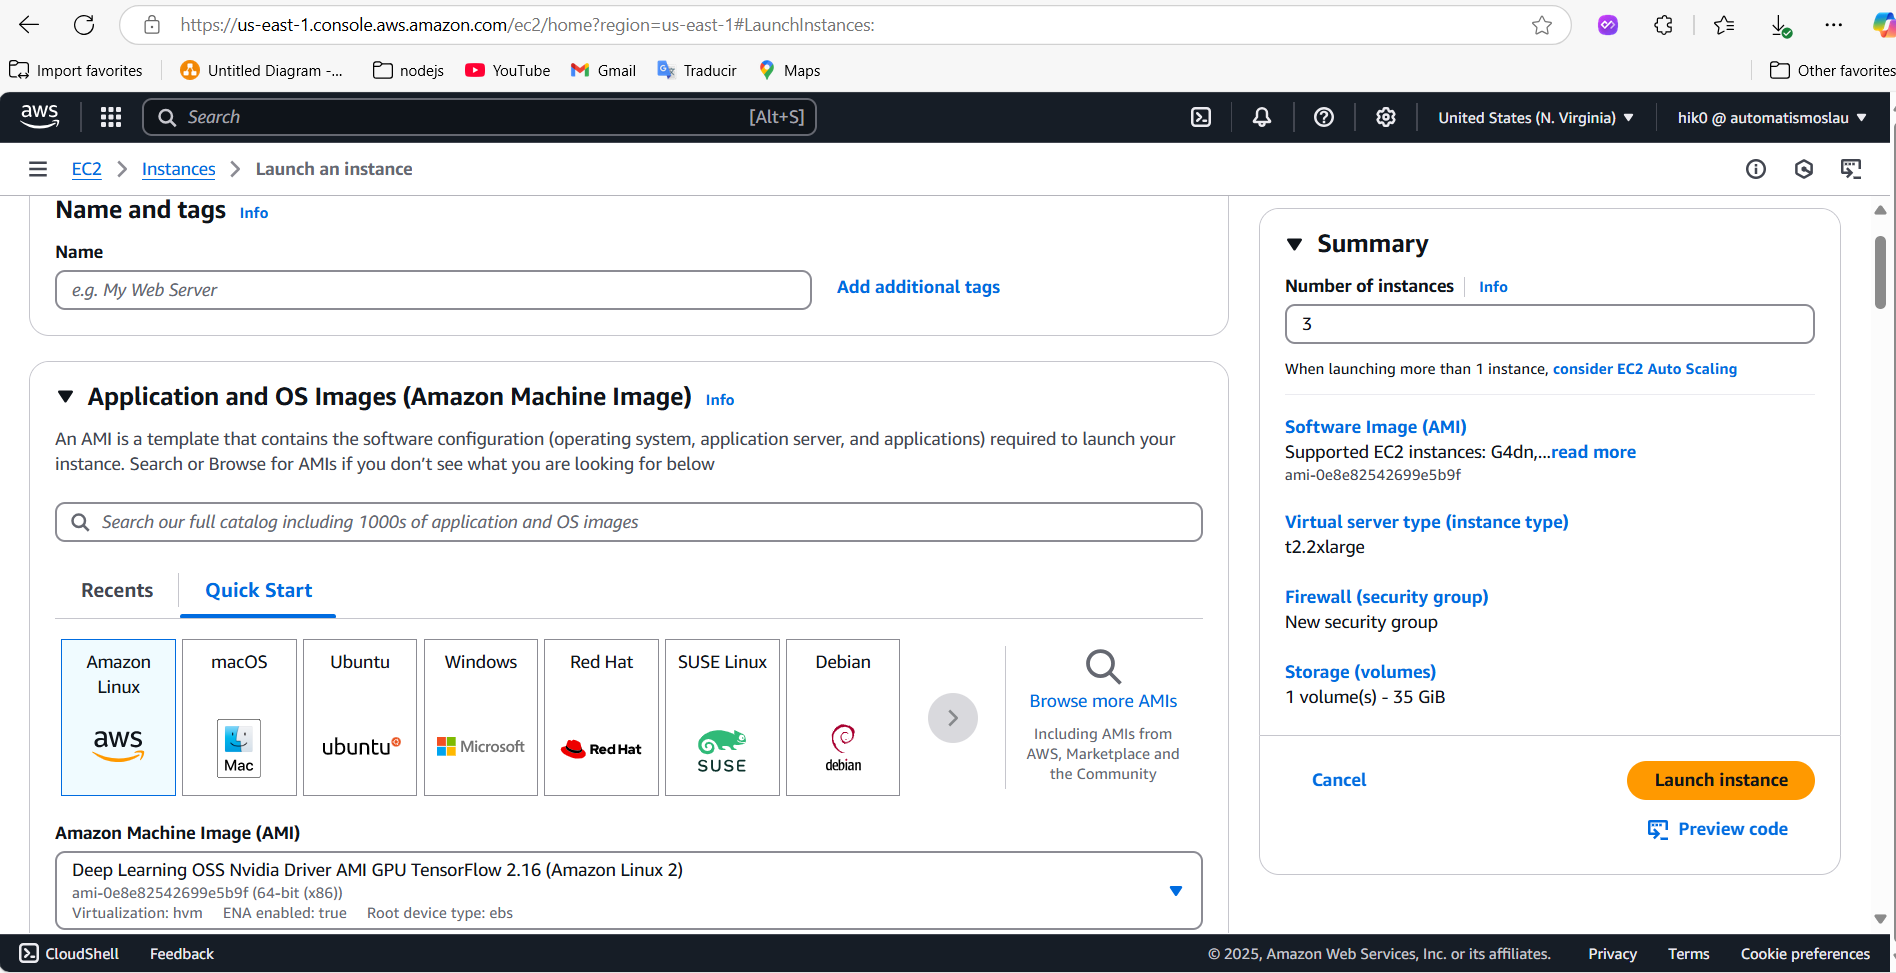 https://us-east-1.console.aws.amazon.com/ec2/home?region=us-east-1#LaunchInstances:
Import favorites
Untitled Diagram -...
nodejs
YouTube
Gmail
Traducir
Maps
Other favorites
aws
Search
[Alt+S]
United States (N. Virginia)
hik0 @ automatismoslau
EC2
Instances
Launch an instance
Name and tags Info
Name
e.g. My Web Server
Add additional tags
Application and OS Images (Amazon Machine Image) Info
An AMI is a template that contains the software configuration (operating system, application server, and applications) required to launch your
instance. Search or Browse for AMIs if you don’t see what you are looking for below
Search our full catalog including 1000s of application and OS images
Recents
Quick Start
Amazon
Linux
aws
macOS
Mac
Ubuntu
ubuntu
Windows
Microsoft
Red Hat
Red Hat
SUSE Linux
SUSE
Debian
debian
Browse more AMIs
Including AMIs from
AWS, Marketplace and
the Community
Amazon Machine Image (AMI)
Deep Learning OSS Nvidia Driver AMI GPU TensorFlow 2.16 (Amazon Linux 2)
ami-0e8e82542699e5b9f (64-bit (x86))
Virtualization: hvm ENA enabled: true Root device type: ebs
Summary
Number of instances Info
3
When launching more than 1 instance, consider EC2 Auto Scaling
Software Image (AMI)
Supported EC2 instances: G4dn,...read more
ami-0e8e82542699e5b9f
Virtual server type (instance type)
t2.2xlarge
Firewall (security group)
New security group
Storage (volumes)
1 volume(s) - 35 GiB
Cancel
Launch instance
Preview code
CloudShell
Feedback
© 2025, Amazon Web Services, Inc. or its affiliates.
Privacy
Terms
Cookie preferences